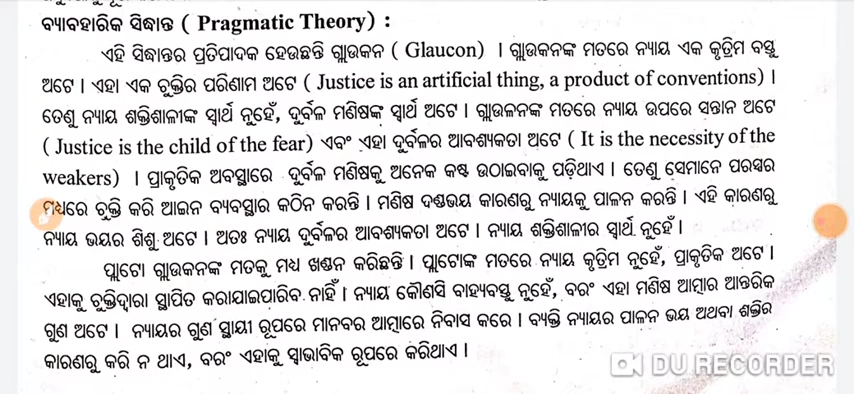 ବ୍ୟାବହାରିକ ସିଦ୍ଧାନ୍ତ ( Pragmatic Theory) :
ଏହି ସିଦ୍ଧାନ୍ତର ପ୍ରତିପାଦକ ହେଉଛନ୍ତି ଗ୍ଲାଉକନ ( Glaucon) । ଗ୍ଲାଉକନଙ୍କ ମତରେ ନ୍ୟାୟ ଏକ କୃତ୍ରିମ ବସ୍ତୁ
ଅଟେ । ଏହା ଏକ ଚୁକ୍ତିର ପରିଣାମ ଅଟେ ( Justice is an artificial thing, a product of conventions) ।
ତେଣୁ ନ୍ୟାୟ ଶକ୍ତିଶାଳୀଙ୍କ ସ୍ୱାର୍ଥ ନୁହେଁ, ଦୁର୍ବଳ ମଣିଷଙ୍କ ସ୍ୱାର୍ଥ ଅଟେ । ଗ୍ଲାଉଳନଙ୍କ ମତରେ ନ୍ୟାୟ ଉପରେ ସନ୍ତାନ ଅଟେ
( Justice is the child of the fear) ଏବଂ ଏହା ଦୁର୍ବଳର ଆବଶ୍ୟକତା ଅଟେ ( It is the necessity of the
weakers) । ପ୍ରାକୃତିକ ଅବସ୍ଥାରେ ଦୁର୍ବଳ ମଣିଷକୁ ଅନେକ କଷ୍ଟ ଉଠାଇବାକୁ ପଡ଼ିଥାଏ । ତେଣୁ ସେମାନେ ପରସ୍ପର
ମଧ୍ୟରେ ଚୁକ୍ତି କରି ଆଇନ ବ୍ୟବସ୍ଥାର କଠିନ କରନ୍ତି । ମଣିଷ ଦଣ୍ଡଭୟ କାରଣରୁ ନ୍ୟାୟକୁ ପାଳନ କରନ୍ତି । ଏହି କାରଣରୁ
ନ୍ୟାୟ ଭୟର ଶିଶୁ ଅଟେ । ଅତଃ ନ୍ୟାୟ ଦୁର୍ବଳର ଆବଶ୍ୟକତା ଅଟେ । ନ୍ୟାୟ ଶକ୍ତିଶାଳୀର ସ୍ୱାର୍ଥ ନୁହେଁ ।
ପ୍ଲାଟୋ ଗ୍ଲାଉକନଙ୍କ ମତକୁ ମଧ୍ୟ ଖଣ୍ଡନ କରିଛନ୍ତି । ପ୍ଲାଟୋଙ୍କ ମତରେ ନ୍ୟାୟ କୃତ୍ରିମ ନୁହେଁ, ପ୍ରାକୃତିକ ଅଟେ ।
ଏହାକୁ ଚୁକ୍ତିଦ୍ୱାରା ସ୍ଥାପିତ କରାଯାଇପାରିବ ନାହିଁ । ନ୍ୟାୟ କୌଣସି ବାହ୍ୟବସ୍ତୁ ନୁହେଁ, ବରଂ ଏହା ମଣିଷ ଆତ୍ମାର ଆନ୍ତରିକ
ଗୁଣ ଅଟେ । ନ୍ୟାୟର ଗୁଣ ସ୍ଥାୟୀ ରୂପରେ ମାନବର ଆତ୍ମାରେ ନିବାସ କରେ । ବ୍ୟକ୍ତି ନ୍ୟାୟର ପାଳନ ଭୟ ଅଥବା ଶକ୍ତିର
କାରଣରୁ କରି ନ ଥାଏ, ବରଂ ଏହାକୁ ସ୍ୱାଭାବିକ ରୂପରେ କରିଥାଏ ।
DU RECORDER